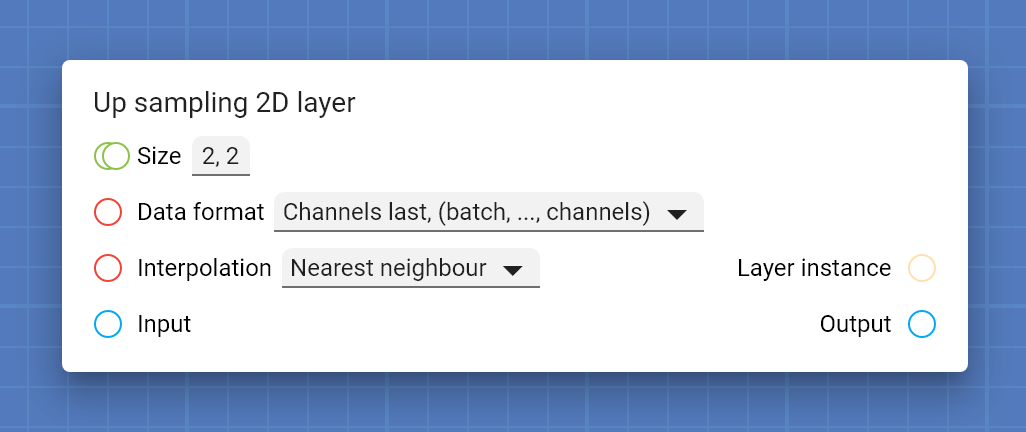 Up sampling 2D layer
Size 2, 2
Data format Channels last, (batch, ..., channels)
Interpolation Nearest neighbour Layer instance
Input Output